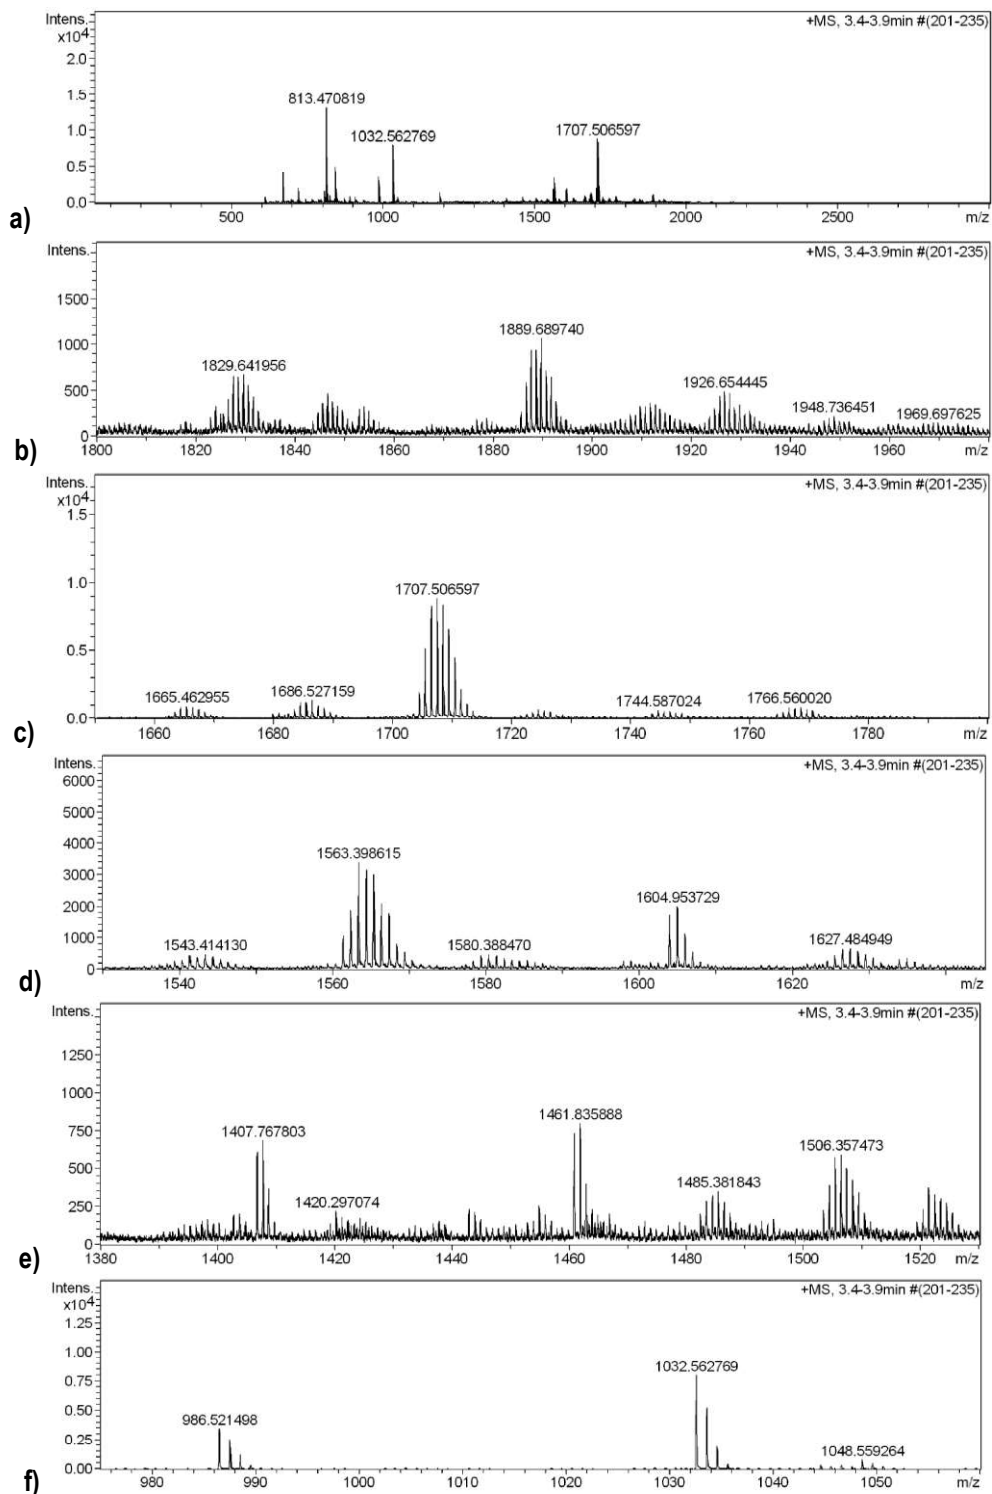 Intens.
x10⁴
+MS, 3.4-3.9min #(201-235)
2.0
1.5
1.0
0.5
0.0
813.470819
1032.562769
1707.506597
500 1000 1500 2000 2500 m/z
a)
Intens.
+MS, 3.4-3.9min #(201-235)
1500
1000
500
0
1829.641956
1889.689740
1926.654445
1948.736451
1969.697625
1800 1820 1840 1860 1880 1900 1920 1940 1960 m/z
b)
Intens.
x10⁴
+MS, 3.4-3.9min #(201-235)
1.5
1.0
0.5
0.0
1665.462955
1686.527159
1707.506597
1744.587024
1766.560020
1660 1680 1700 1720 1740 1760 1780 m/z
c)
Intens.
+MS, 3.4-3.9min #(201-235)
6000
5000
4000
3000
2000
1000
0
1543.414130
1563.398615
1580.388470
1604.953729
1627.484949
1540 1560 1580 1600 1620 m/z
d)
Intens.
+MS, 3.4-3.9min #(201-235)
1250
1000
750
500
250
0
1407.767803
1420.297074
1461.835888
1485.381843
1506.357473
1380 1400 1420 1440 1460 1480 1500 1520 m/z
e)
Intens.
x10⁴
+MS, 3.4-3.9min #(201-235)
1.25
1.00
0.75
0.50
0.25
0.00
986.521498
1032.562769
1048.559264
980 990 1000 1010 1020 1030 1040 1050 m/z
f)